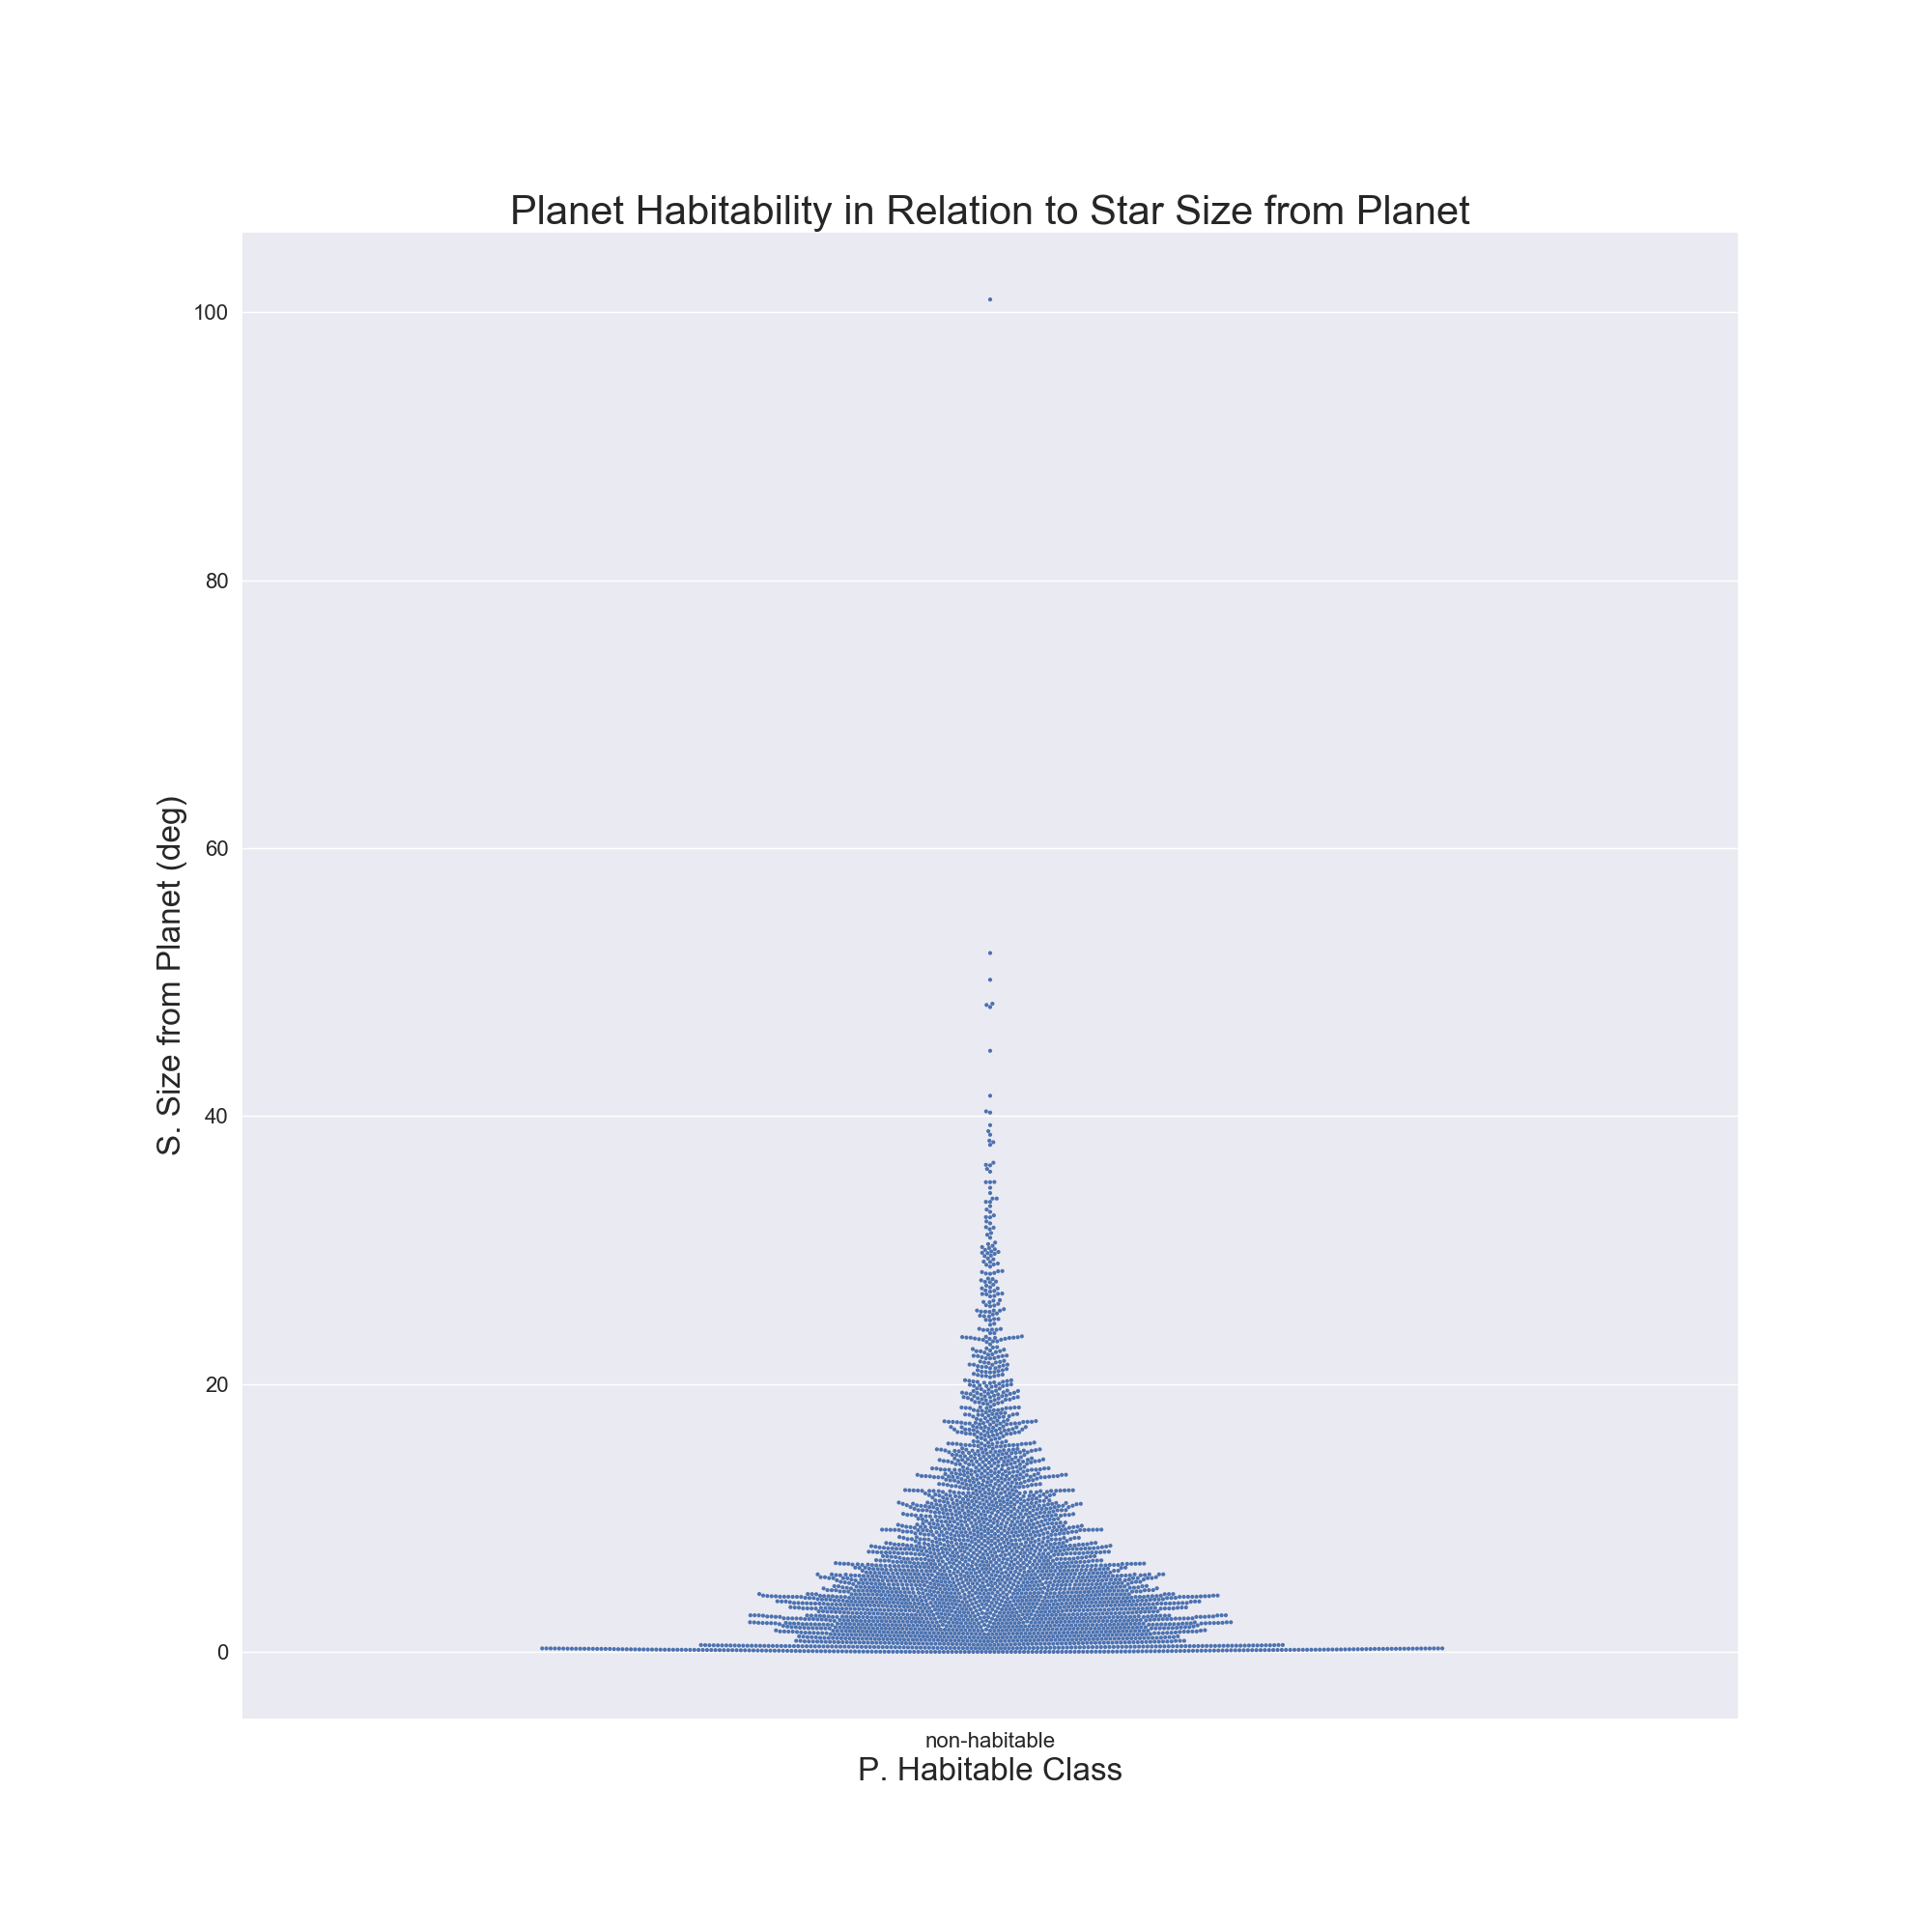 Planet Habitability in Relation to Star Size from Planet
100
80
60
40
20
0
S. Size from Planet (deg)
non-habitable
P. Habitable Class